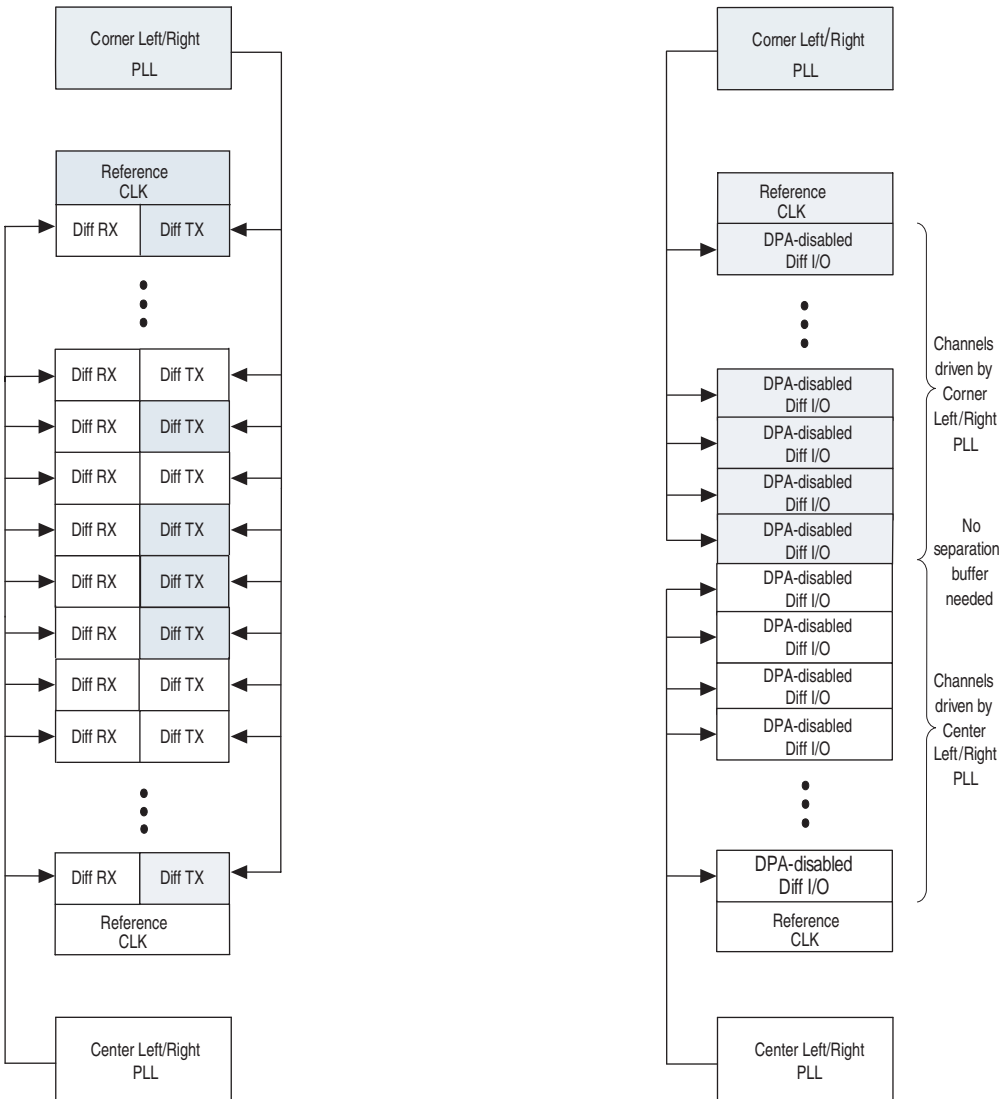 Corner Left/Right
PLL
Reference
CLK
Diff RX
Diff TX
Diff RX
Diff TX
Diff RX
Diff TX
Diff RX
Diff TX
Diff RX
Diff TX
Diff RX
Diff TX
Diff RX
Diff TX
Diff RX
Diff TX
Diff RX
Diff TX
Diff RX
Diff TX
Reference
CLK
Center Left/Right
PLL
Corner Left/Right
PLL
Reference
CLK
DPA-disabled
Diff I/O
DPA-disabled
Diff I/O
DPA-disabled
Diff I/O
DPA-disabled
Diff I/O
DPA-disabled
Diff I/O
DPA-disabled
Diff I/O
DPA-disabled
Diff I/O
DPA-disabled
Diff I/O
DPA-disabled
Diff I/O
DPA-disabled
Diff I/O
Reference
CLK
Center Left/Right
PLL
Channels
driven by
Corner
Left/Right
PLL
No
separation
buffer
needed
Channels
driven by
Center
Left/Right
PLL